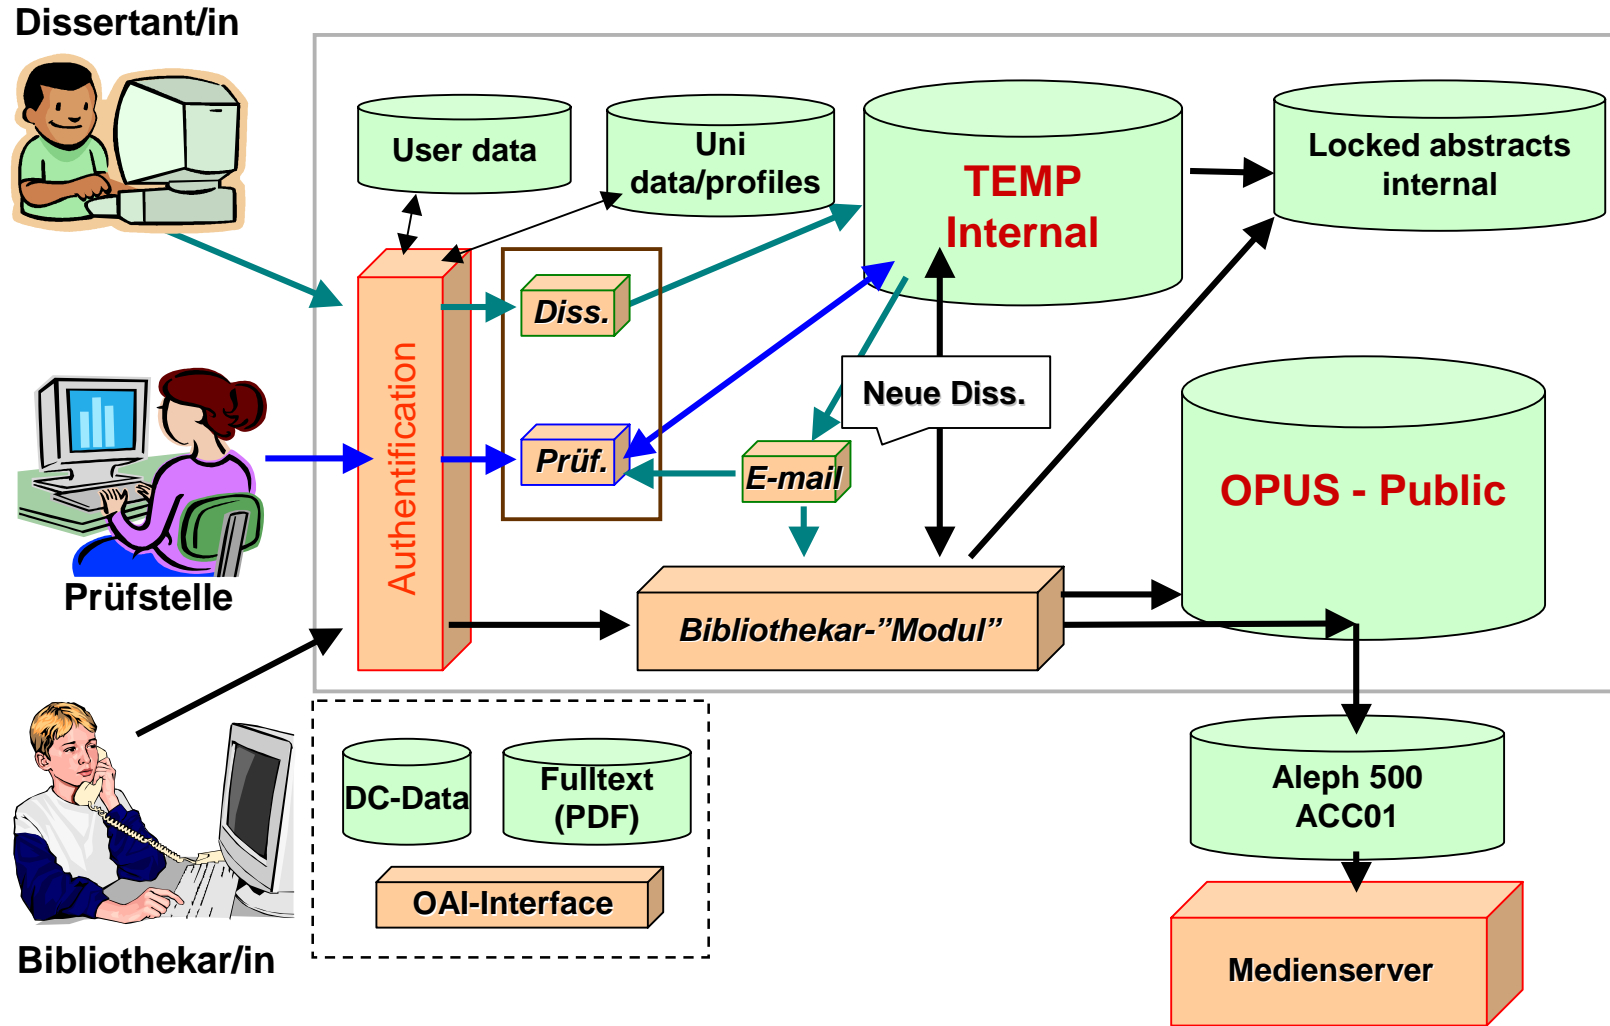 Dissertant/in
User data
Uni
data/profiles
TEMP
Internal
Locked abstracts
internal
Diss.
Authentification
Neue Diss.
Prüf.
E-mail
OPUS - Public
Prüfstelle
Bibliothekar-”Modul”
DC-Data
Fulltext
(PDF)
OAI-Interface
Aleph 500
ACC01
Bibliothekar/in
Medienserver